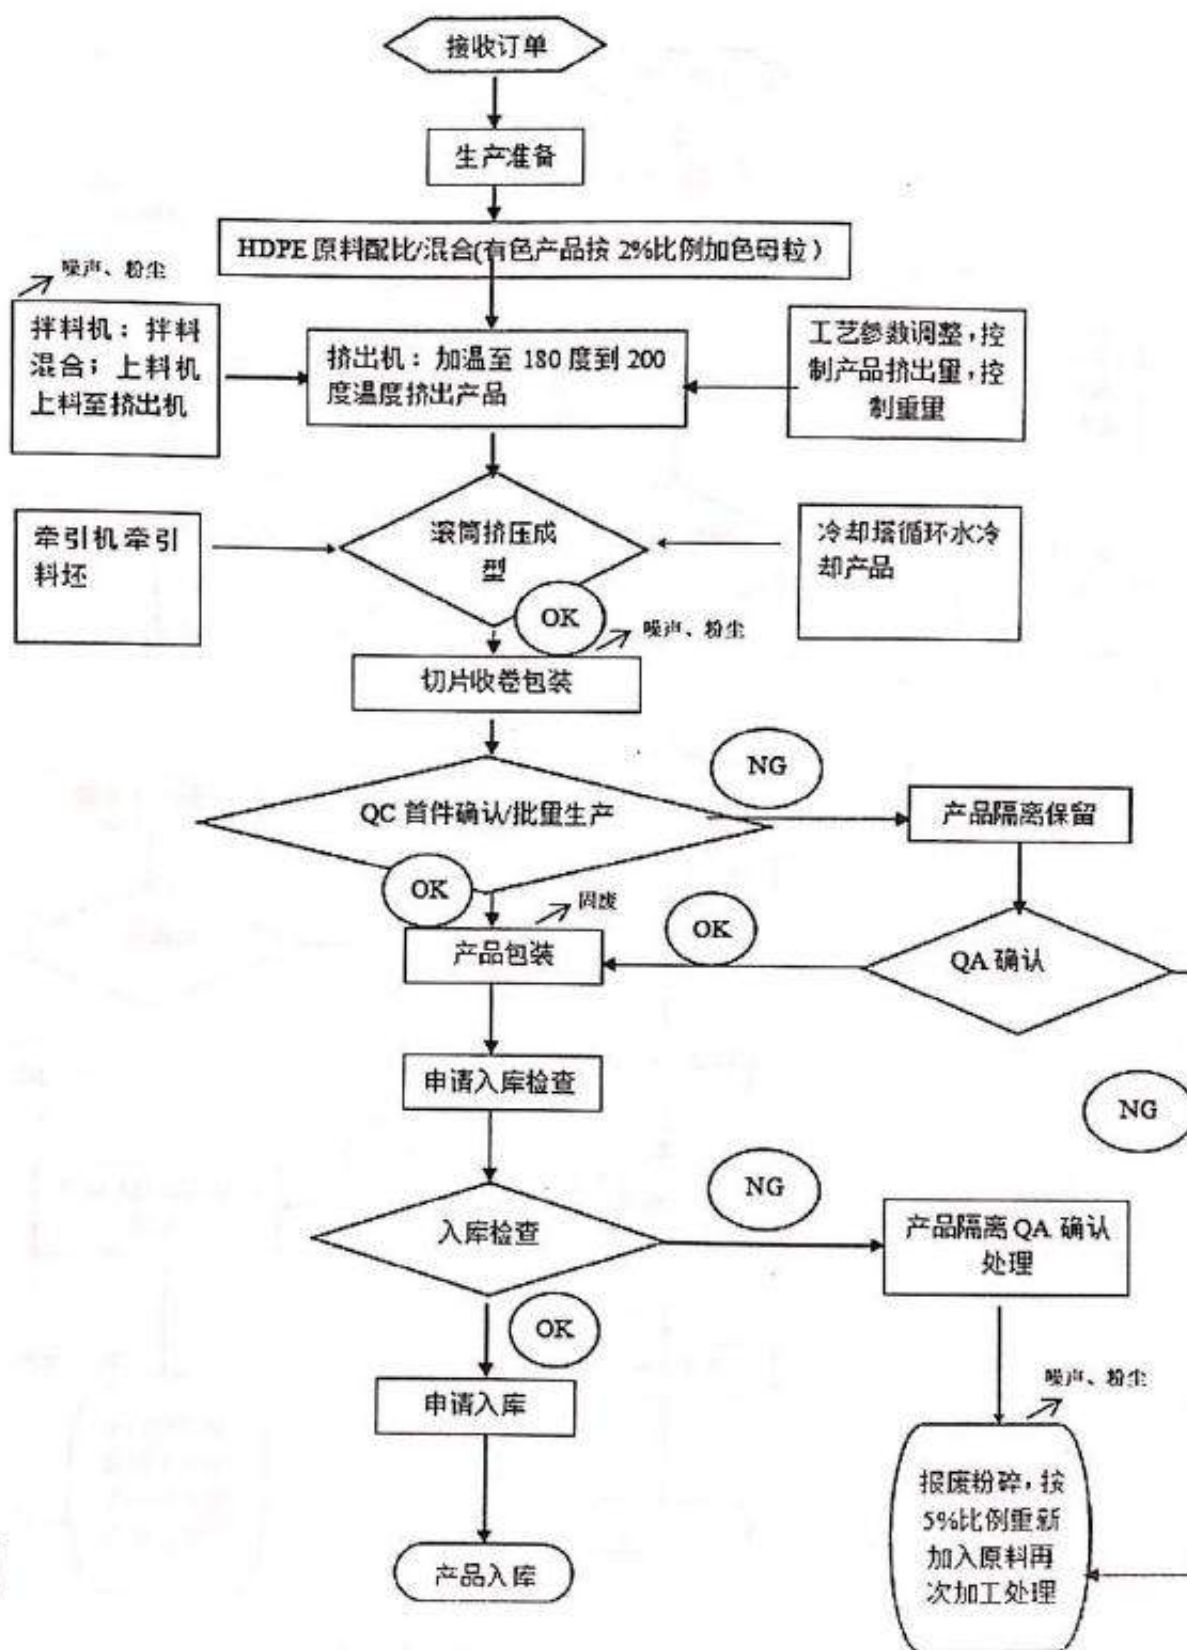 接收订单
生产准备
HDPE 原料配比/混合(有色产品按 2%比例加色母粒)
噪声、粉尘
拌料机：拌料
混合；上料机
上料至挤出机
挤出机：加温至 180 度到 200
度温度挤出产品
工艺参数调整，控
制产品挤出量，控
制重量
牵引机牵引
料坯
滚筒挤压成
型
冷却塔循环水冷
却产品
OK
噪声、粉尘
切片收卷包装
NG
QC 首件确认/批量生产
产品隔离保留
OK
固废
OK
产品包装
QA 确认
申请入库检查
NG
NG
入库检查
产品隔离 QA 确认
处理
OK
噪声、粉尘
申请入库
报废粉碎，按
5%比例重新
加入原料再
次加工处理
产品入库